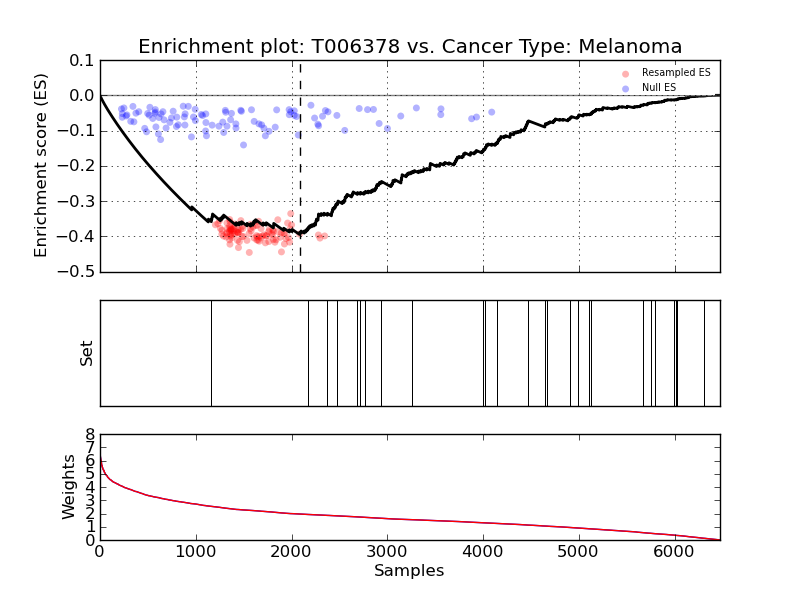 Enrichment plot: T006378 vs. Cancer Type: Melanoma
0.1
0.0
−0.1
−0.2
−0.3
−0.4
−0.5
Enrichment score (ES)
Resampled ES
Null ES
Set
8
7
6
5
4
3
2
1
0
Weights
0 1000 2000 3000 4000 5000 6000
Samples